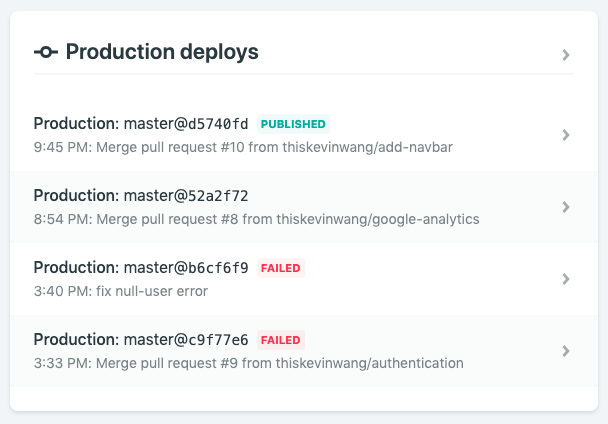 Production deploys
Production: master@d5740fd PUBLISHED
9:45 PM: Merge pull request #10 from thiskevinwang/add-navbar
Production: master@52a2f72
8:54 PM: Merge pull request #8 from thiskevinwang/google-analytics
Production: master@b6cf6f9 FAILED
3:40 PM: fix null-user error
Production: master@c9f77e6 FAILED
3:33 PM: Merge pull request #9 from thiskevinwang/authentication